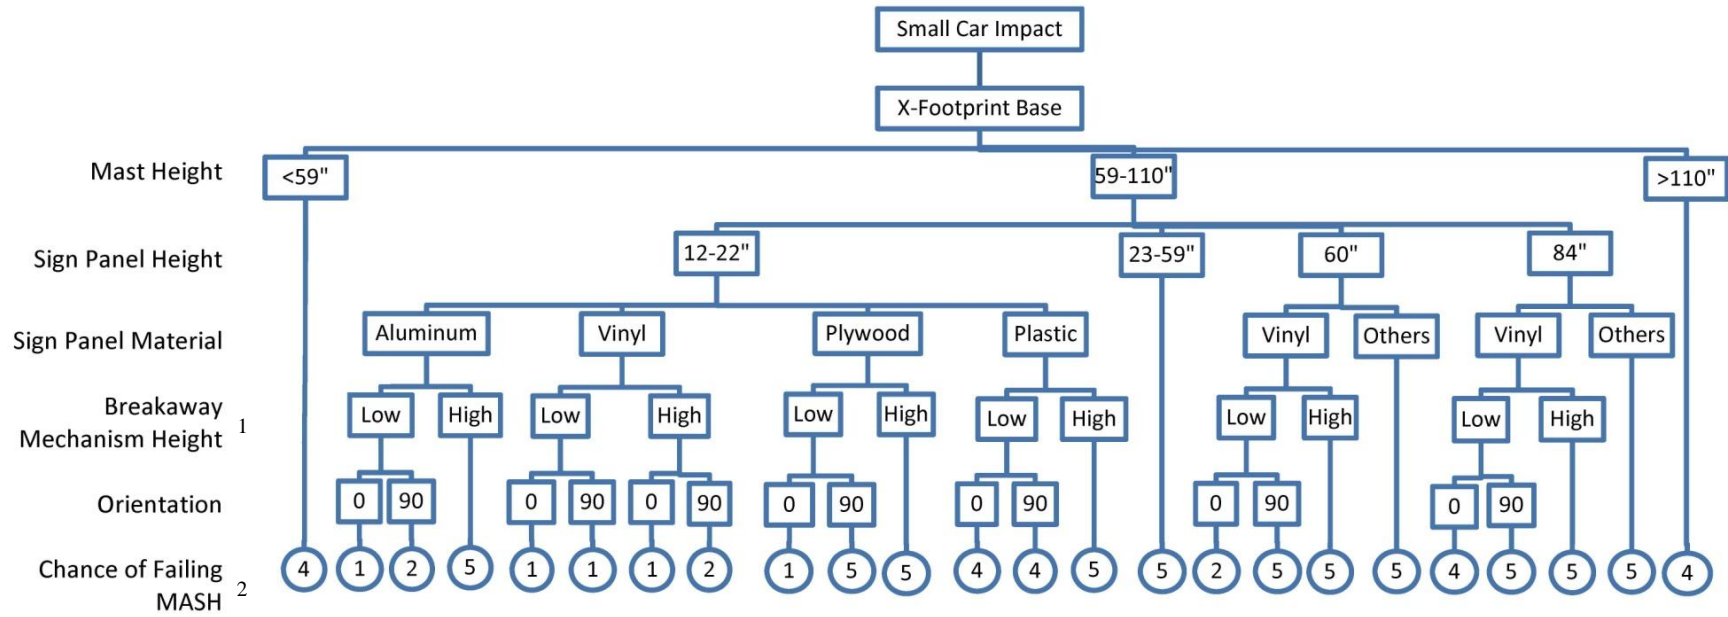 Small Car Impact
X-Footprint Base
Mast Height <59" 59-110" >110"
Sign Panel Height 12-22" 23-59" 60" 84"
Sign Panel Material Aluminum Vinyl Plywood Plastic Vinyl Others Vinyl Others
Breakaway
Mechanism Height 1 Low High Low High Low High Low High Low High Low High
Orientation 0 90 0 90 0 90 0 90 0 90 0 90 0 90
Chance of Failing
MASH 2 4 1 2 5 1 1 1 2 1 5 5 4 4 5 5 2 5 5 5 4 5 5 5 4